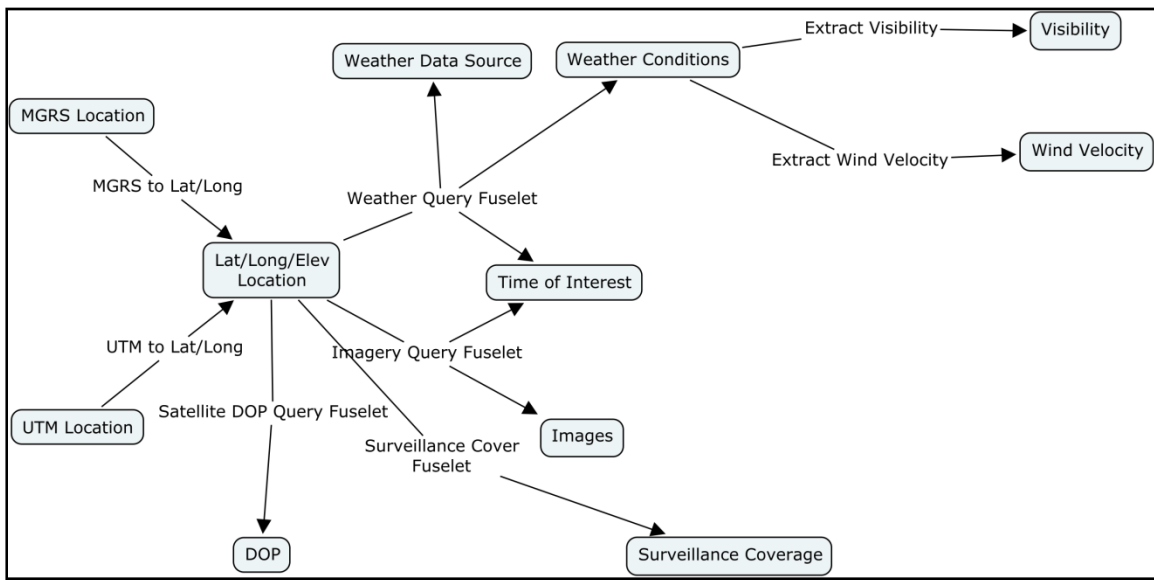 Extract Visibility
Visibility
Weather Data Source
Weather Conditions
MGRS Location
Extract Wind Velocity
Wind Velocity
MGRS to Lat/Long
Weather Query Fuselet
Lat/Long/Elev
Location
Time of Interest
UTM to Lat/Long
Imagery Query Fuselet
Satellite DOP Query Fuselet
UTM Location
Images
Surveillance Cover
Fuselet
DOP
Surveillance Coverage